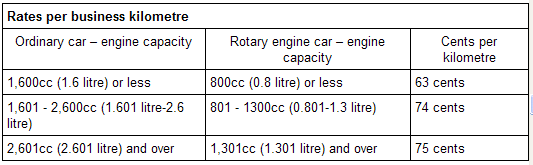 Rates per business kilometre
Ordinary car – engine capacity
Rotary engine car – engine
capacity
Cents per
kilometre
1,600cc (1.6 litre) or less
800cc (0.8 litre) or less
63 cents
1,601 - 2,600cc (1.601 litre-2.6
litre)
801 - 1300cc (0.801-1.3 litre)
74 cents
2,601cc (2.601 litre) and over
1,301cc (1.301 litre) and over
75 cents